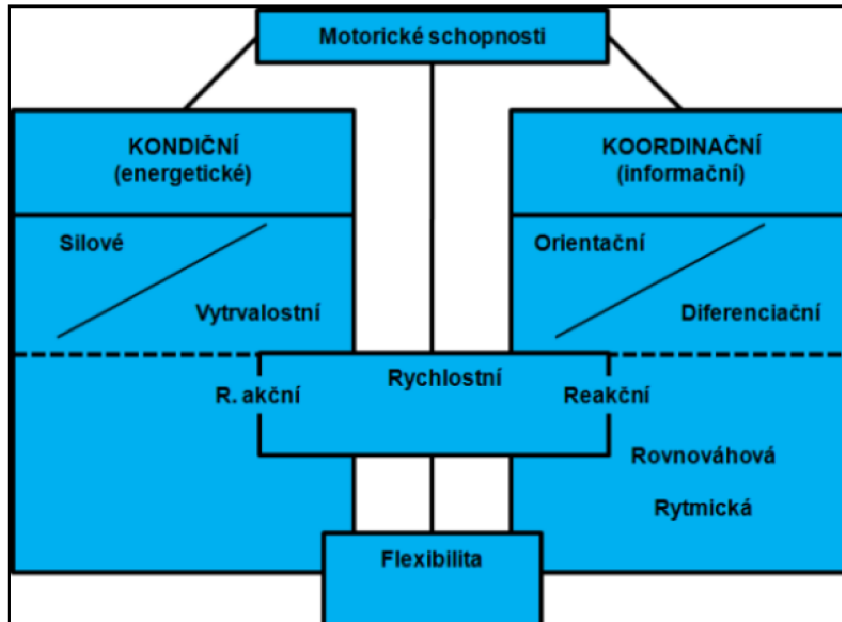 Motorické schopnosti
KONDIČNÍ
(energetické)
KOORDINAČNÍ
(informační)
Silové
Vytrvalostní
Orientační
Diferenciační
Rychlostní
R. akční
Reakční
Rovnováhová
Rytmická
Flexibilita